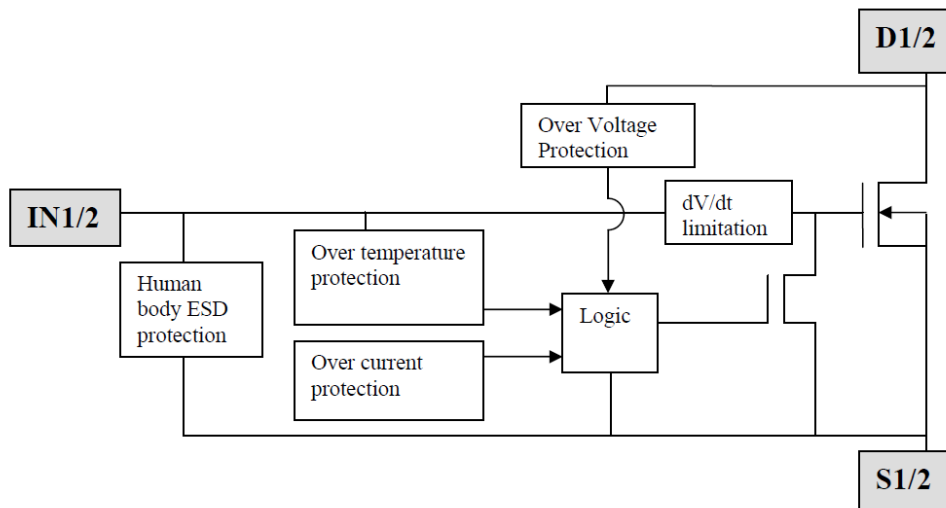 D1/2
Over Voltage
Protection
IN1/2
dV/dt
limitation
Over temperature
protection
Human
body ESD
protection
Logic
Over current
protection
S1/2